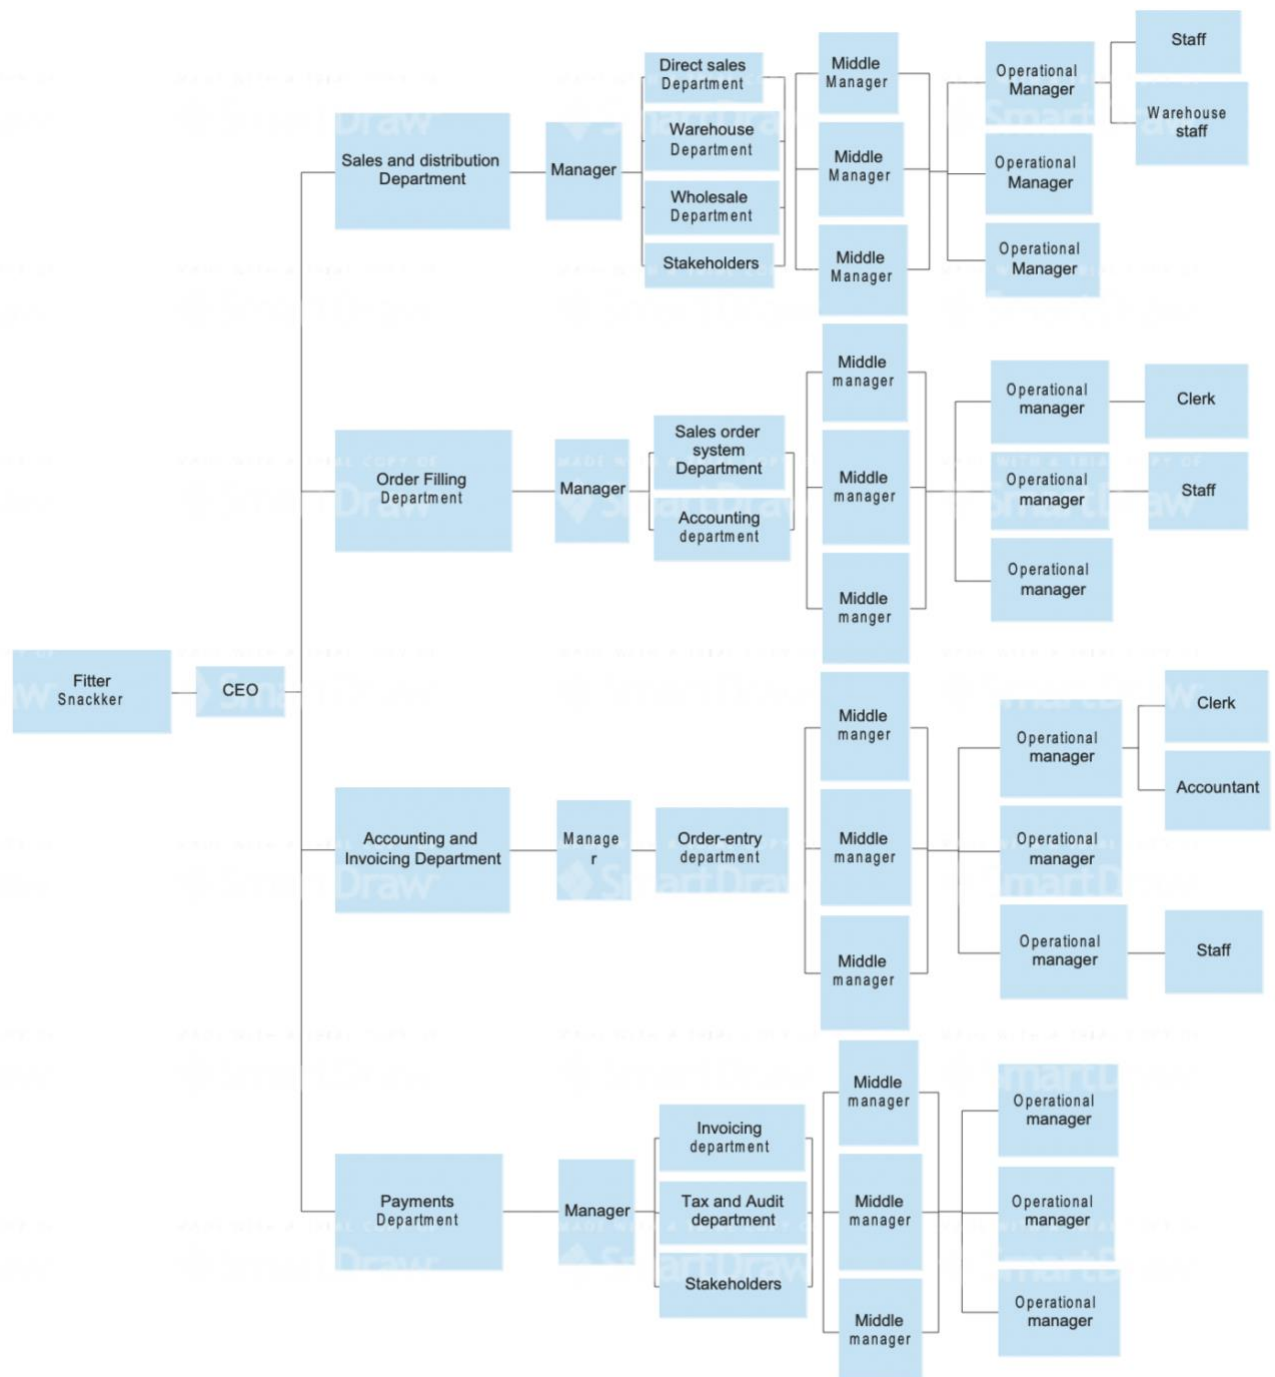 Fitter
Snackker
CEO
Sales and distribution
Department
Manager
Direct sales
Department
Warehouse
Department
Wholesale
Department
Stakeholders
Middle
Manager
Middle
Manager
Middle
Manager
Operational
Manager
Operational
Manager
Operational
Manager
Staff
Warehouse
staff
Order Filling
Department
Manager
Sales order
system
Department
Accounting
department
Middle
manager
Middle
manager
Middle
manger
Operational
manager
Operational
manager
Operational
manager
Clerk
Staff
Accounting and
Invoicing Department
Manage
r
Order-entry
department
Middle
manger
Middle
manager
Middle
manager
Operational
manager
Operational
manager
Operational
manager
Clerk
Accountant
Staff
Payments
Department
Manager
Invoicing
department
Tax and Audit
department
Stakeholders
Middle
manager
Middle
manager
Middle
manager
Operational
manager
Operational
manager
Operational
manager